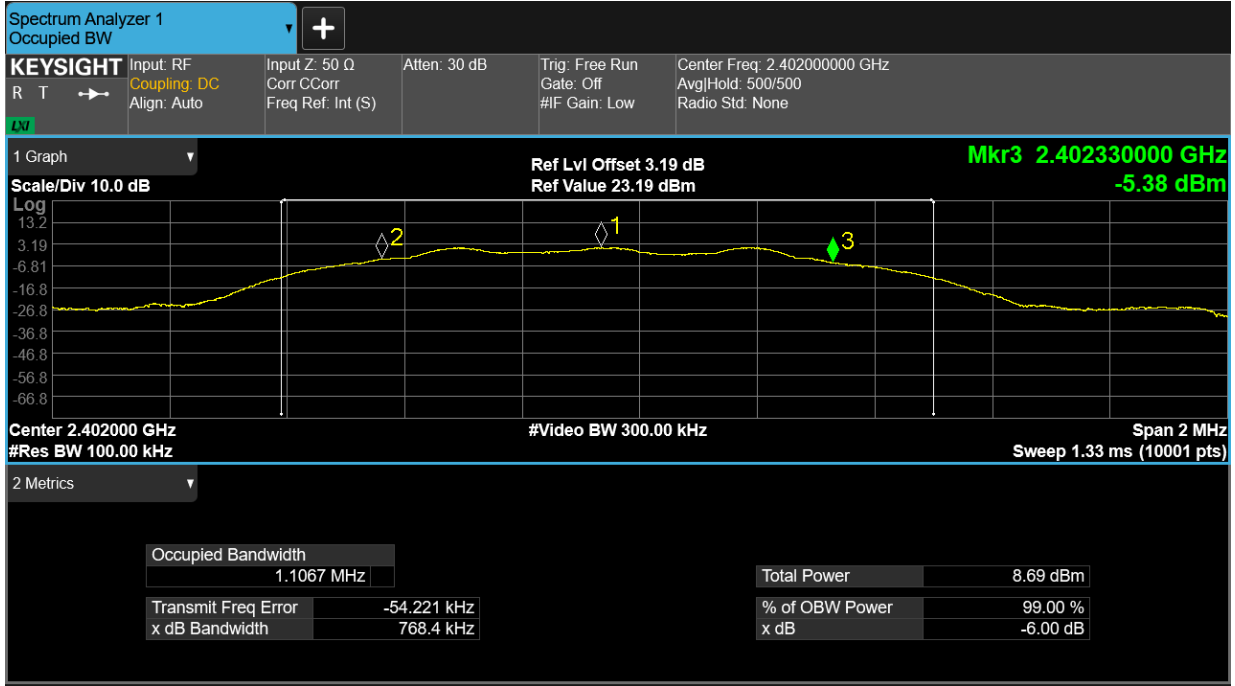 Spectrum Analyzer 1
Occupied BW
KEYSIGHT
R T
LXI
Input: RF
Coupling: DC
Align: Auto
Input Z: 50 Ω
Corr CCorr
Freq Ref: Int (S)
Atten: 30 dB
Trig: Free Run
Gate: Off
#IF Gain: Low
Center Freq: 2.402000000 GHz
Avg|Hold: 500/500
Radio Std: None
1 Graph
Scale/Div 10.0 dB
Ref Lvl Offset 3.19 dB
Ref Value 23.19 dBm
Mkr3 2.402330000 GHz
-5.38 dBm
Log
13.2
3.19
-6.81
-16.8
-26.8
-36.8
-46.8
-56.8
-66.8
2
1
3
Center 2.402000 GHz
#Video BW 300.00 kHz
Span 2 MHz
#Res BW 100.00 kHz
Sweep 1.33 ms (10001 pts)
2 Metrics
Occupied Bandwidth
1.1067 MHz
Total Power 8.69 dBm
Transmit Freq Error -54.221 kHz
% of OBW Power 99.00 %
x dB Bandwidth 768.4 kHz
x dB -6.00 dB